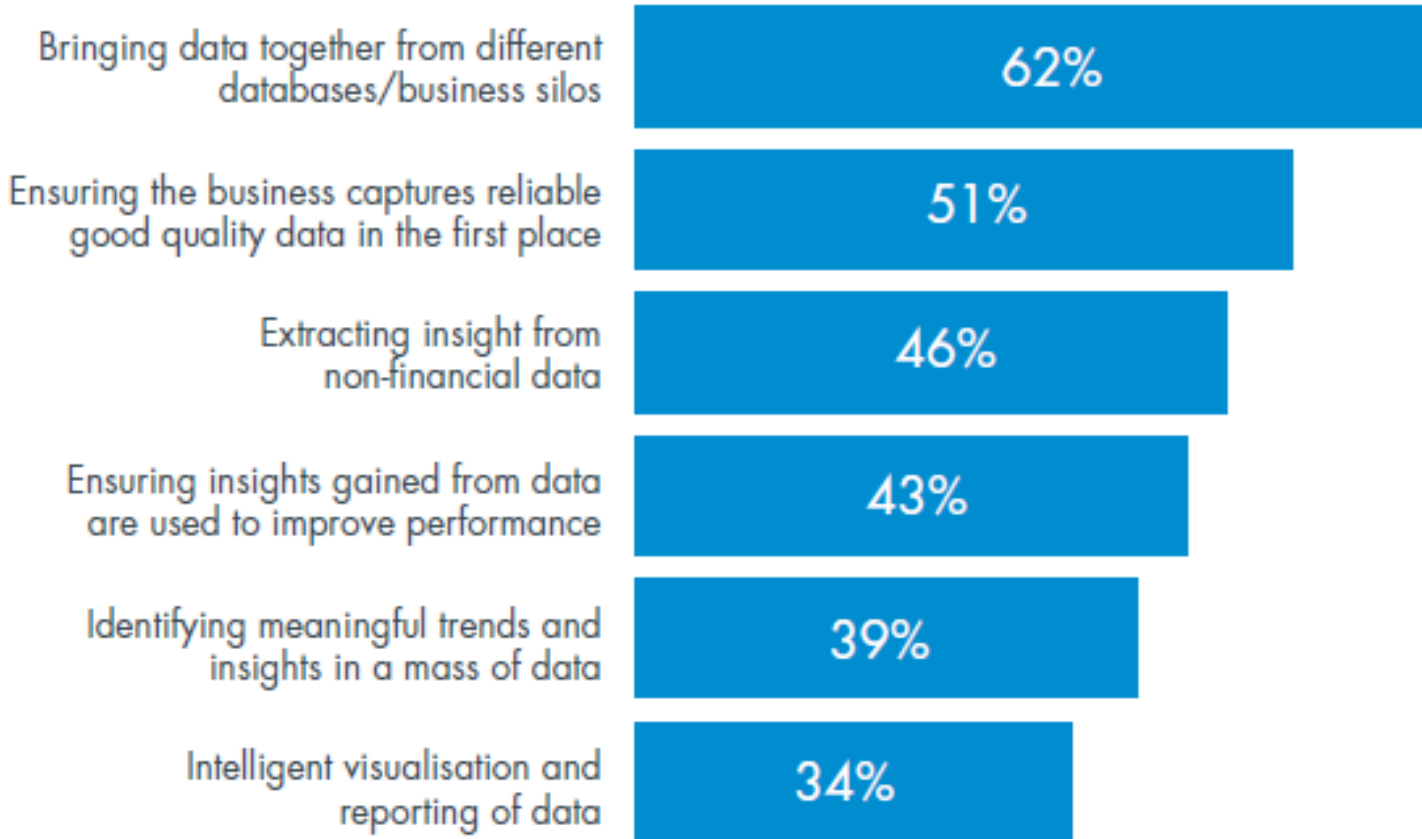 Bringing data together from different
databases/business silos
62%
Ensuring the business captures reliable
good quality data in the first place
51%
Extracting insight from
non-financial data
46%
Ensuring insights gained from data
are used to improve performance
43%
Identifying meaningful trends and
insights in a mass of data
39%
Intelligent visualisation and
reporting of data
34%